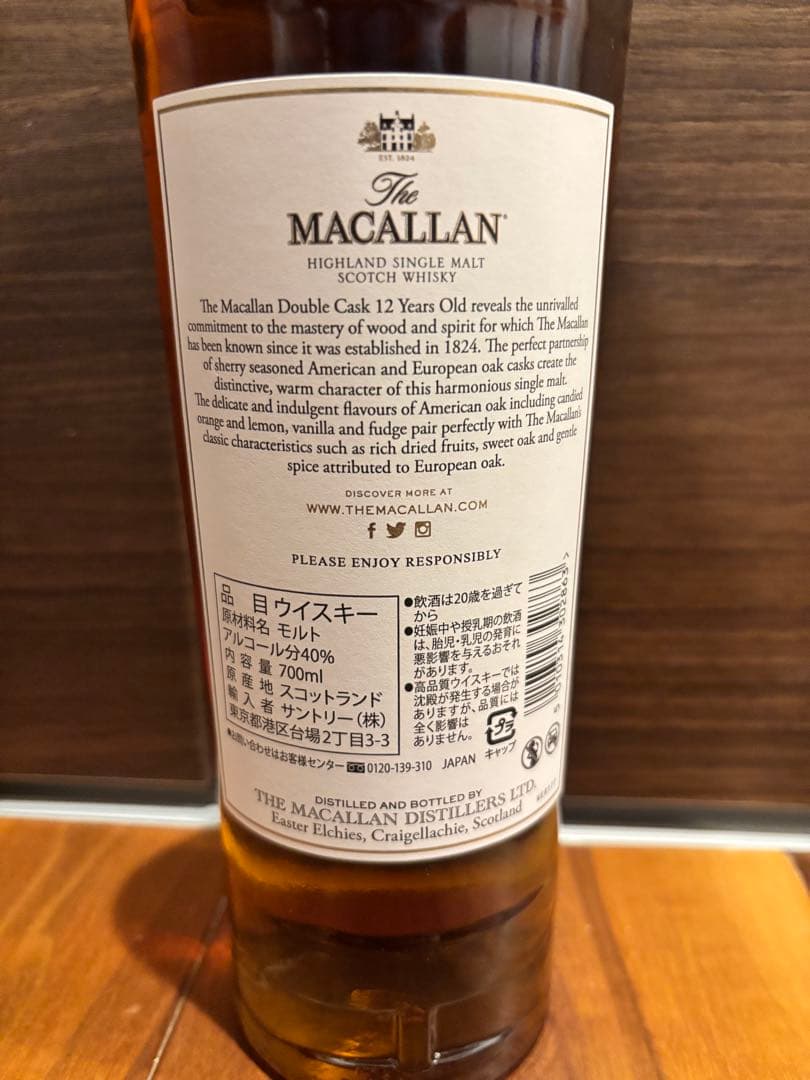 EST. 1824
The
MACALLAN
HIGHLAND SINGLE MALT
SCOTCH WHISKY
The Macallan Double Cask 12 Years Old reveals the unrivalled
commitment to the mastery of wood and spirit for which The Macallan
has been known since it was established in 1824. The perfect partnership
of sherry seasoned American and European oak casks create the
distinctive, warm character of this harmonious single malt.
The delicate and indulgent flavours of American oak including candied
orange and lemon, vanilla and fudge pair perfectly with The Macallan's
classic characteristics such as rich dried fruits, sweet oak and gentle
spice attributed to European oak.
DISCOVER MORE AT
WWW.THEMACALLAN.COM
PLEASE ENJOY RESPONSIBLY
品 目 ウイスキー
原材料名 モルト
アルコール分40%
内容量 700ml
原産地 スコットランド
輸入者 サントリー(株)
東京都港区台場2丁目3-3
●お問い合わせはお客様センター 0120-139-310 JAPAN
●飲酒は20歳を過ぎて
から
●妊娠中や授乳期の飲酒
は、胎児・乳児の発育に
悪影響を与えるおそれ
があります。
●高品質ウイスキーでは
沈殿が発生する場合が
ありますが、品質には
全く影響は
ありません。
プラ
キャップ
DISTILLED AND BOTTLED BY
THE MACALLAN DISTILLERS LTD.
Easter Elchies, Craigellachie, Scotland